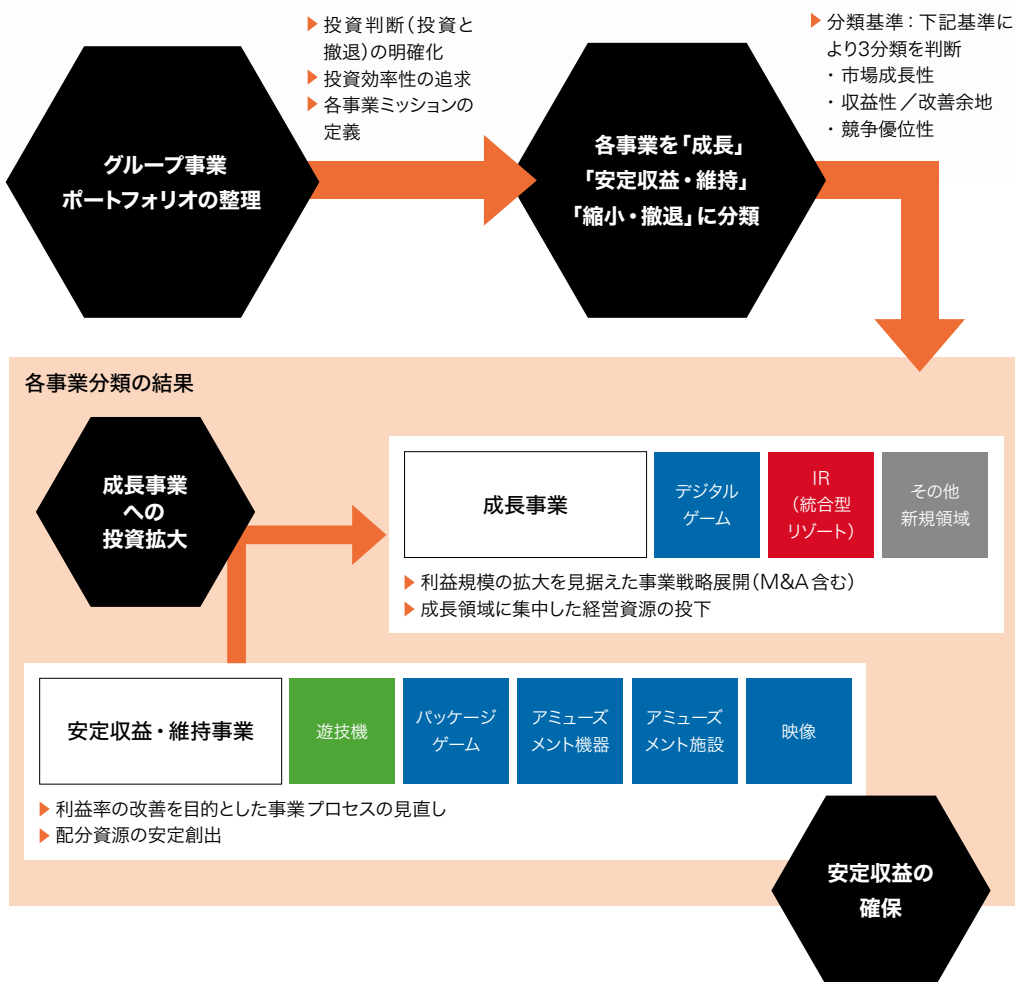 グループ事業
ポートフォリオの整理
▶ 投資判断(投資と
撤退)の明確化
▶ 投資効率性の追求
▶ 各事業ミッションの
定義
各事業を「成長」
「安定収益・維持」
「縮小・撤退」に分類
▶ 分類基準：下記基準に
より3分類を判断
・ 市場成長性
・ 収益性／改善余地
・ 競争優位性
各事業分類の結果
成長事業
への
投資拡大
成長事業
デジタル
ゲーム
IR
(統合型
リゾート)
その他
新規領域
▶ 利益規模の拡大を見据えた事業戦略展開(M&A含む)
▶ 成長領域に集中した経営資源の投下
安定収益・維持事業
遊技機
パッケージ
ゲーム
アミューズ
メント機器
アミューズ
メント施設
映像
▶ 利益率の改善を目的とした事業プロセスの見直し
▶ 配分資源の安定創出
安定収益の
確保